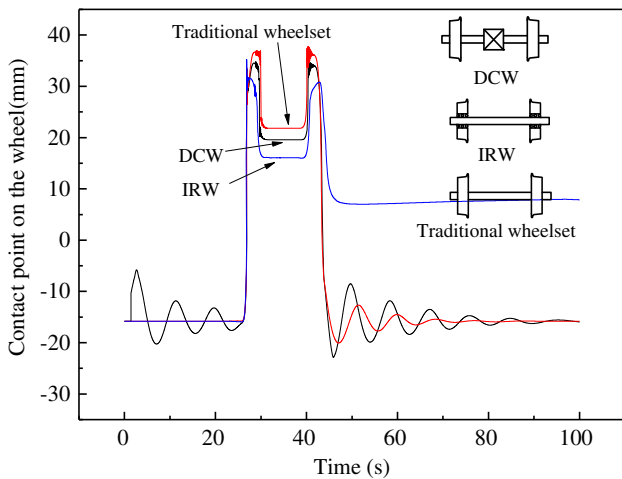 Traditional wheelset
DCW
IRW
DCW
IRW
Traditional wheelset
Contact point on the wheel(mm)
40
30
20
10
0
-10
-20
-30
0
20
40
60
80
100
Time (s)